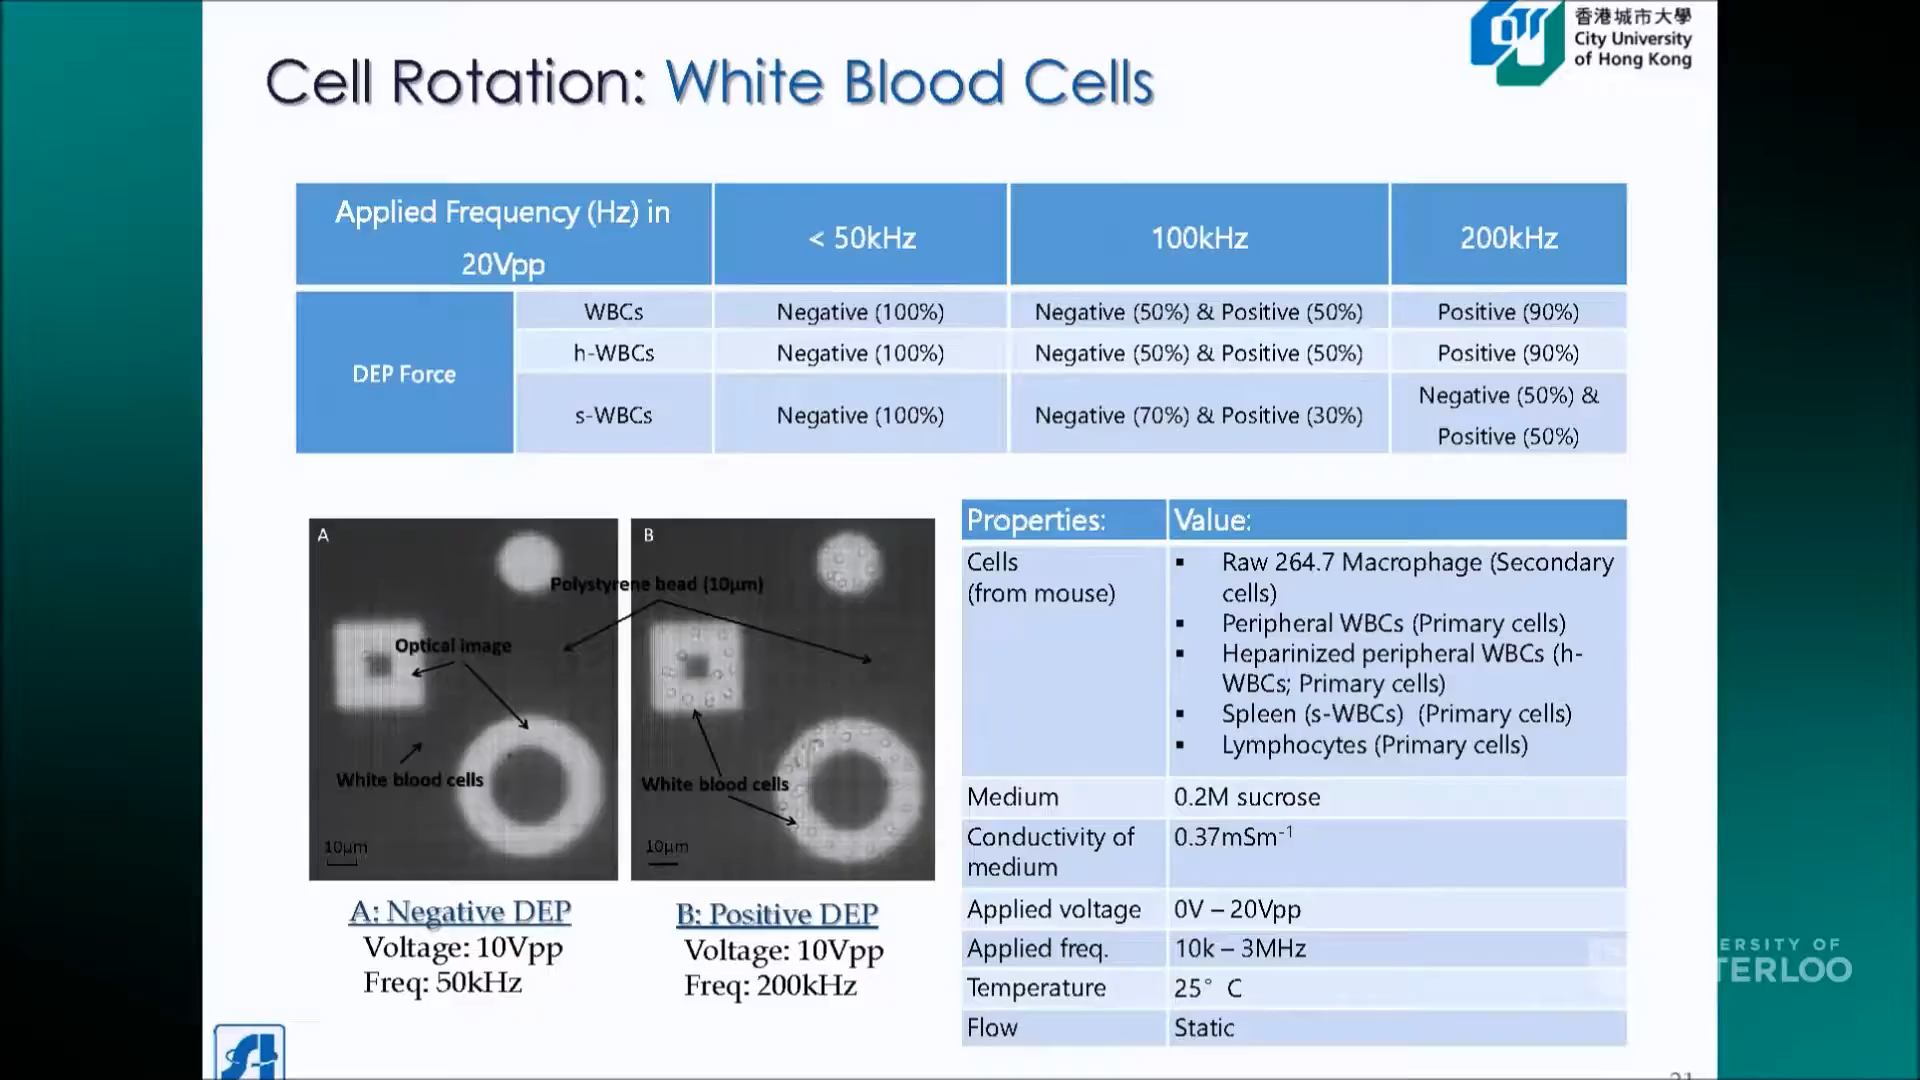 香港城市大學
City University
of Hong Kong
Cell Rotation: White Blood Cells
Applied Frequency (Hz) in
20Vpp
< 50kHz
100kHz
200kHz
DEP Force
WBCs
Negative (100%)
Negative (50%) & Positive (50%)
Positive (90%)
h-WBCs
Negative (100%)
Negative (50%) & Positive (50%)
Positive (90%)
s-WBCs
Negative (100%)
Negative (70%) & Positive (30%)
Negative (50%) &
Positive (50%)
A
B
Polystyrene bead (10µm)
Optical image
White blood cells
White blood cells
10µm
10µm
A: Negative DEP
Voltage: 10Vpp
Freq: 50kHz
B: Positive DEP
Voltage: 10Vpp
Freq: 200kHz
Properties:
Value:
Cells
(from mouse)
▪ Raw 264.7 Macrophage (Secondary
cells)
▪ Peripheral WBCs (Primary cells)
▪ Heparinized peripheral WBCs (h-
WBCs; Primary cells)
▪ Spleen (s-WBCs) (Primary cells)
▪ Lymphocytes (Primary cells)
Medium
0.2M sucrose
Conductivity of
medium
0.37mSm⁻¹
Applied voltage
0V – 20Vpp
Applied freq.
10k – 3MHz
Temperature
25° C
Flow
Static
ERSITY OF
TERLOO